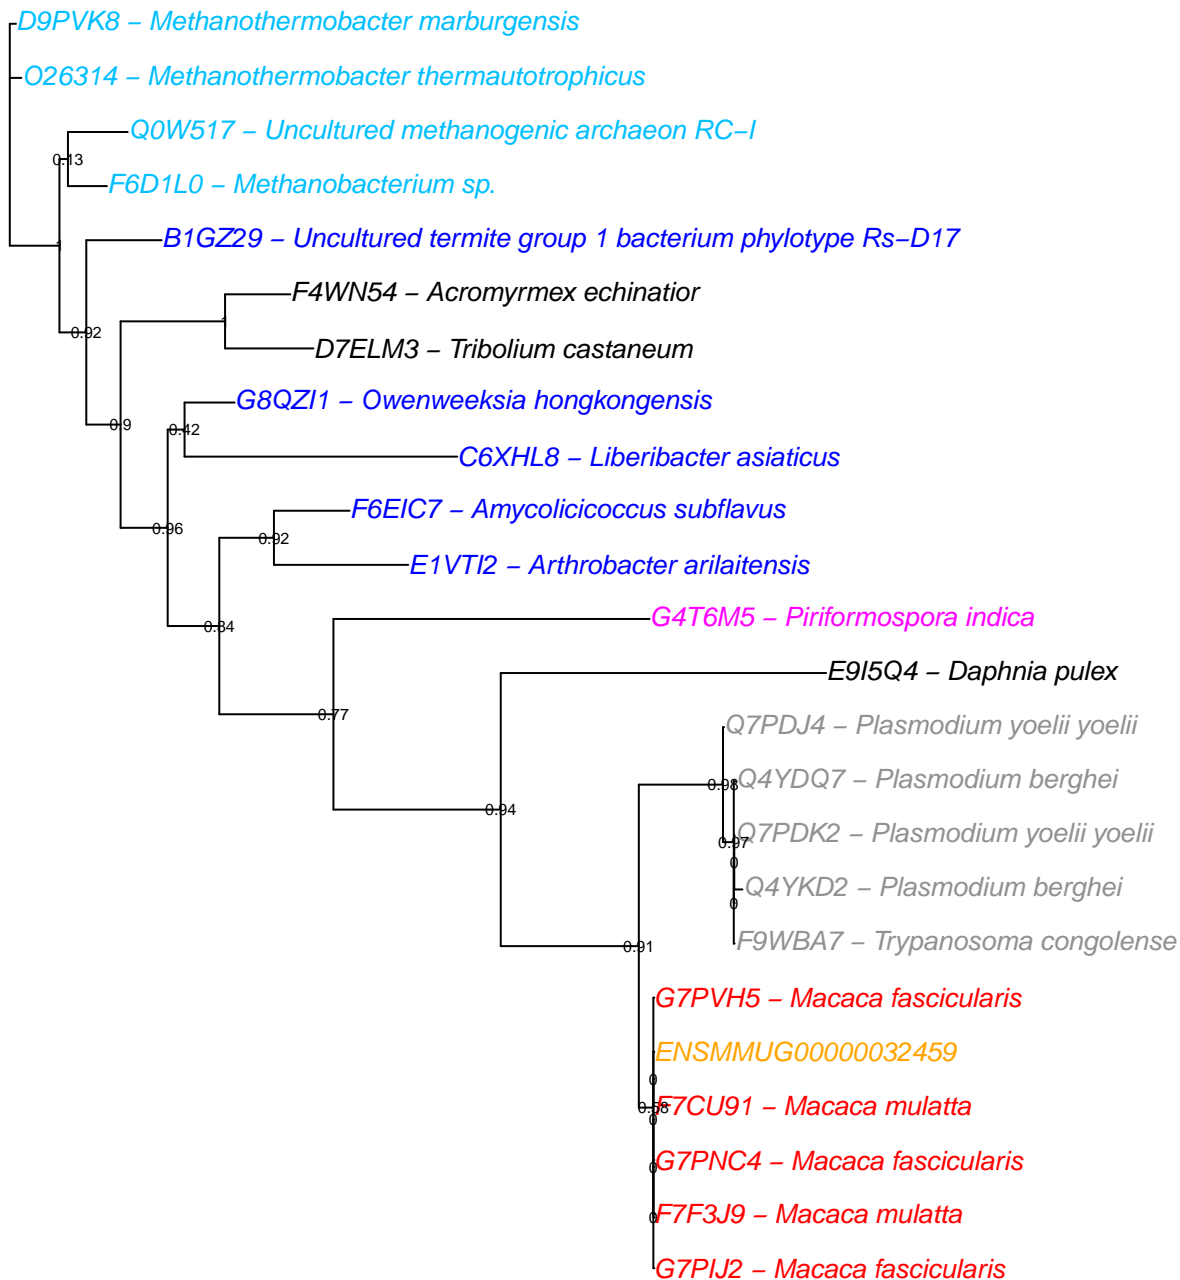 D9PVK8 – Methanothermobacter marburgensis
O26314 – Methanothermobacter thermautotrophicus
Q0W517 – Uncultured methanogenic archaeon RC–I
0.13
F6D1L0 – Methanobacterium sp.
B1GZ29 – Uncultured termite group 1 bacterium phylotype Rs–D17
1
F4WN54 – Acromyrmex echinatior
1
0.92
D7ELM3 – Tribolium castaneum
G8QZI1 – Owenweeksia hongkongensis
0.9
0.42
C6XHL8 – Liberibacter asiaticus
F6EIC7 – Amycolicicoccus subflavus
0.96
0.92
E1VTI2 – Arthrobacter arilaitensis
G4T6M5 – Piriformospora indica
0.84
E9I5Q4 – Daphnia pulex
0.77
Q7PDJ4 – Plasmodium yoelii yoelii
Q4YDQ7 – Plasmodium berghei
0.98
0.94
Q7PDK2 – Plasmodium yoelii yoelii
0.97
0
Q4YKD2 – Plasmodium berghei
0
F9WBA7 – Trypanosoma congolense
0.91
G7PVH5 – Macaca fascicularis
ENSMMUG00000032459
0
F7CU91 – Macaca mulatta
0.58
0
G7PNC4 – Macaca fascicularis
0
F7F3J9 – Macaca mulatta
0
G7PIJ2 – Macaca fascicularis